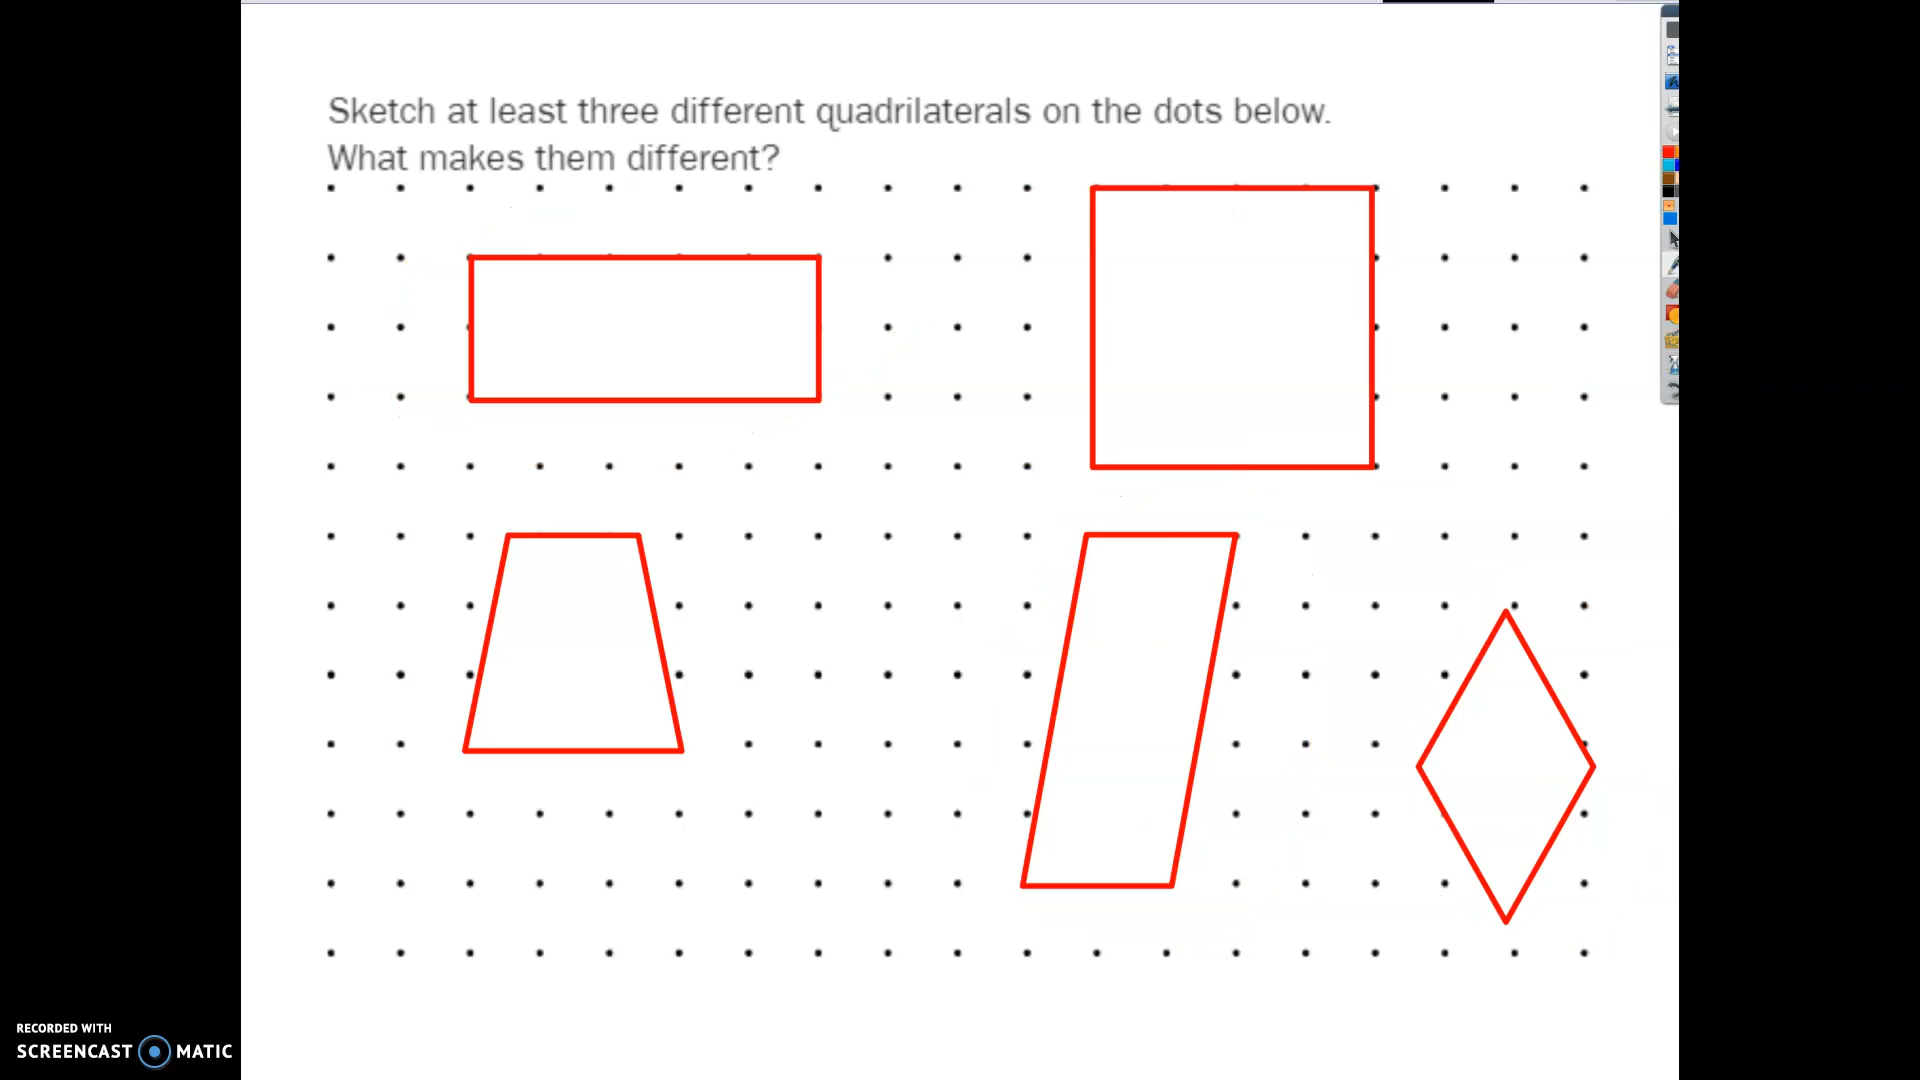 Sketch at least three different quadrilaterals on the dots below.
What makes them different?
RECORDED WITH
SCREENCAST MATIC